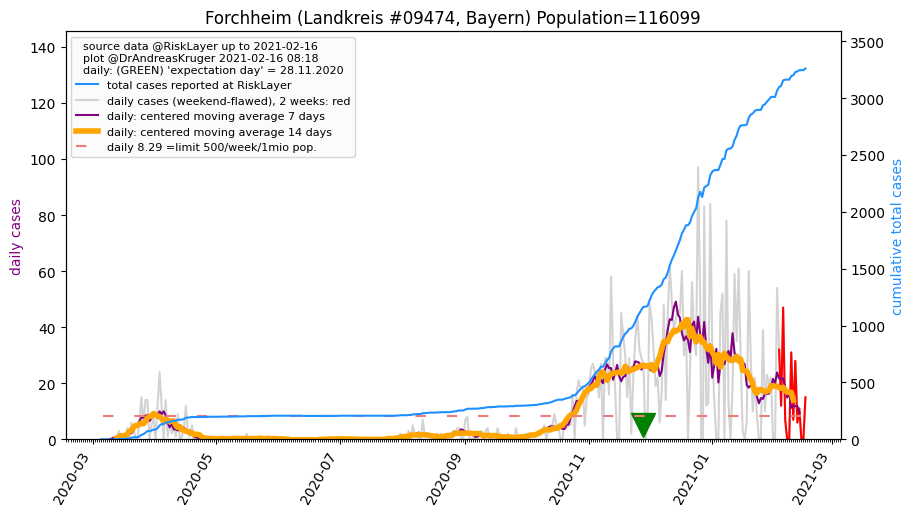 Forchheim (Landkreis #09474, Bayern) Population=116099
source data @RiskLayer up to 2021-02-16
plot @DrAndreasKruger 2021-02-16 08:18
daily: (GREEN) 'expectation day' = 28.11.2020
total cases reported at RiskLayer
daily cases (weekend-flawed), 2 weeks: red
daily: centered moving average 7 days
daily: centered moving average 14 days
daily 8.29 =limit 500/week/1mio pop.
daily cases
140
120
100
80
60
40
20
0
cumulative total cases
3500
3000
2500
2000
1500
1000
500
0
2020-03
2020-05
2020-07
2020-09
2020-11
2021-01
2021-03